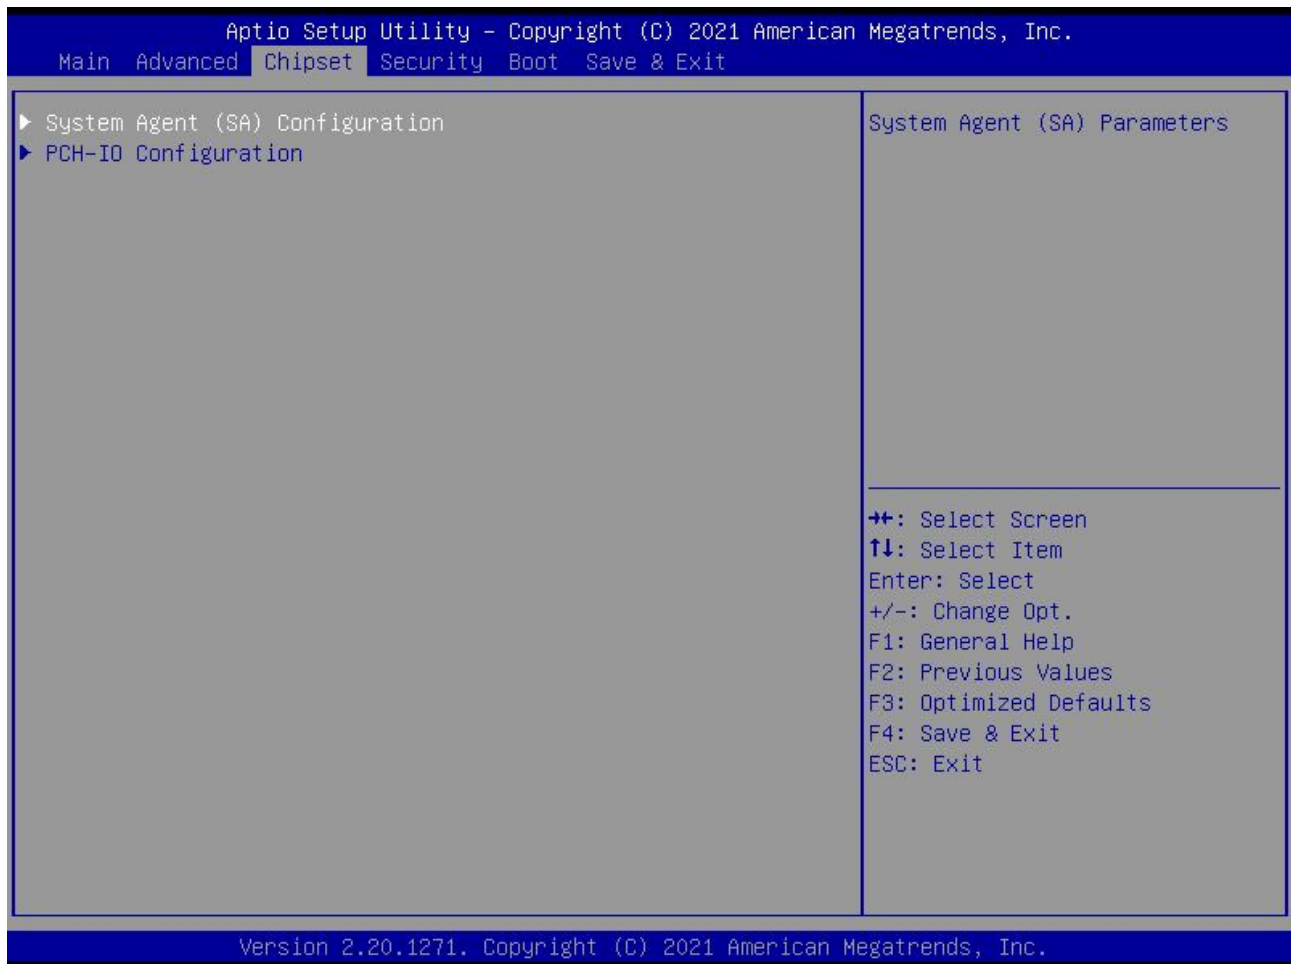 Aptio Setup Utility – Copyright (C) 2021 American Megatrends, Inc.
Main Advanced Chipset Security Boot Save & Exit
▶ System Agent (SA) Configuration
▶ PCH-IO Configuration
System Agent (SA) Parameters
→←: Select Screen
↑↓: Select Item
Enter: Select
+/-: Change Opt.
F1: General Help
F2: Previous Values
F3: Optimized Defaults
F4: Save & Exit
ESC: Exit
Version 2.20.1271. Copyright (C) 2021 American Megatrends, Inc.